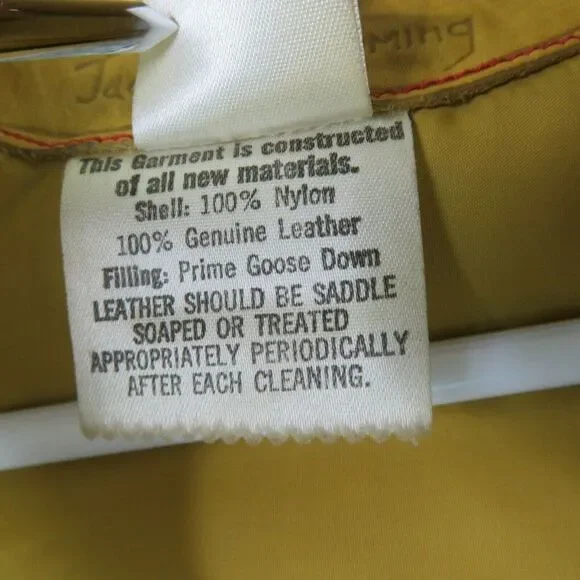 ming
This Garment is constructed
of all new materials.
Shell: 100% Nylon
100% Genuine Leather
Filling: Prime Goose Down
LEATHER SHOULD BE SADDLE
SOAPED OR TREATED
APPROPRIATELY PERIODICALLY
AFTER EACH CLEANING.